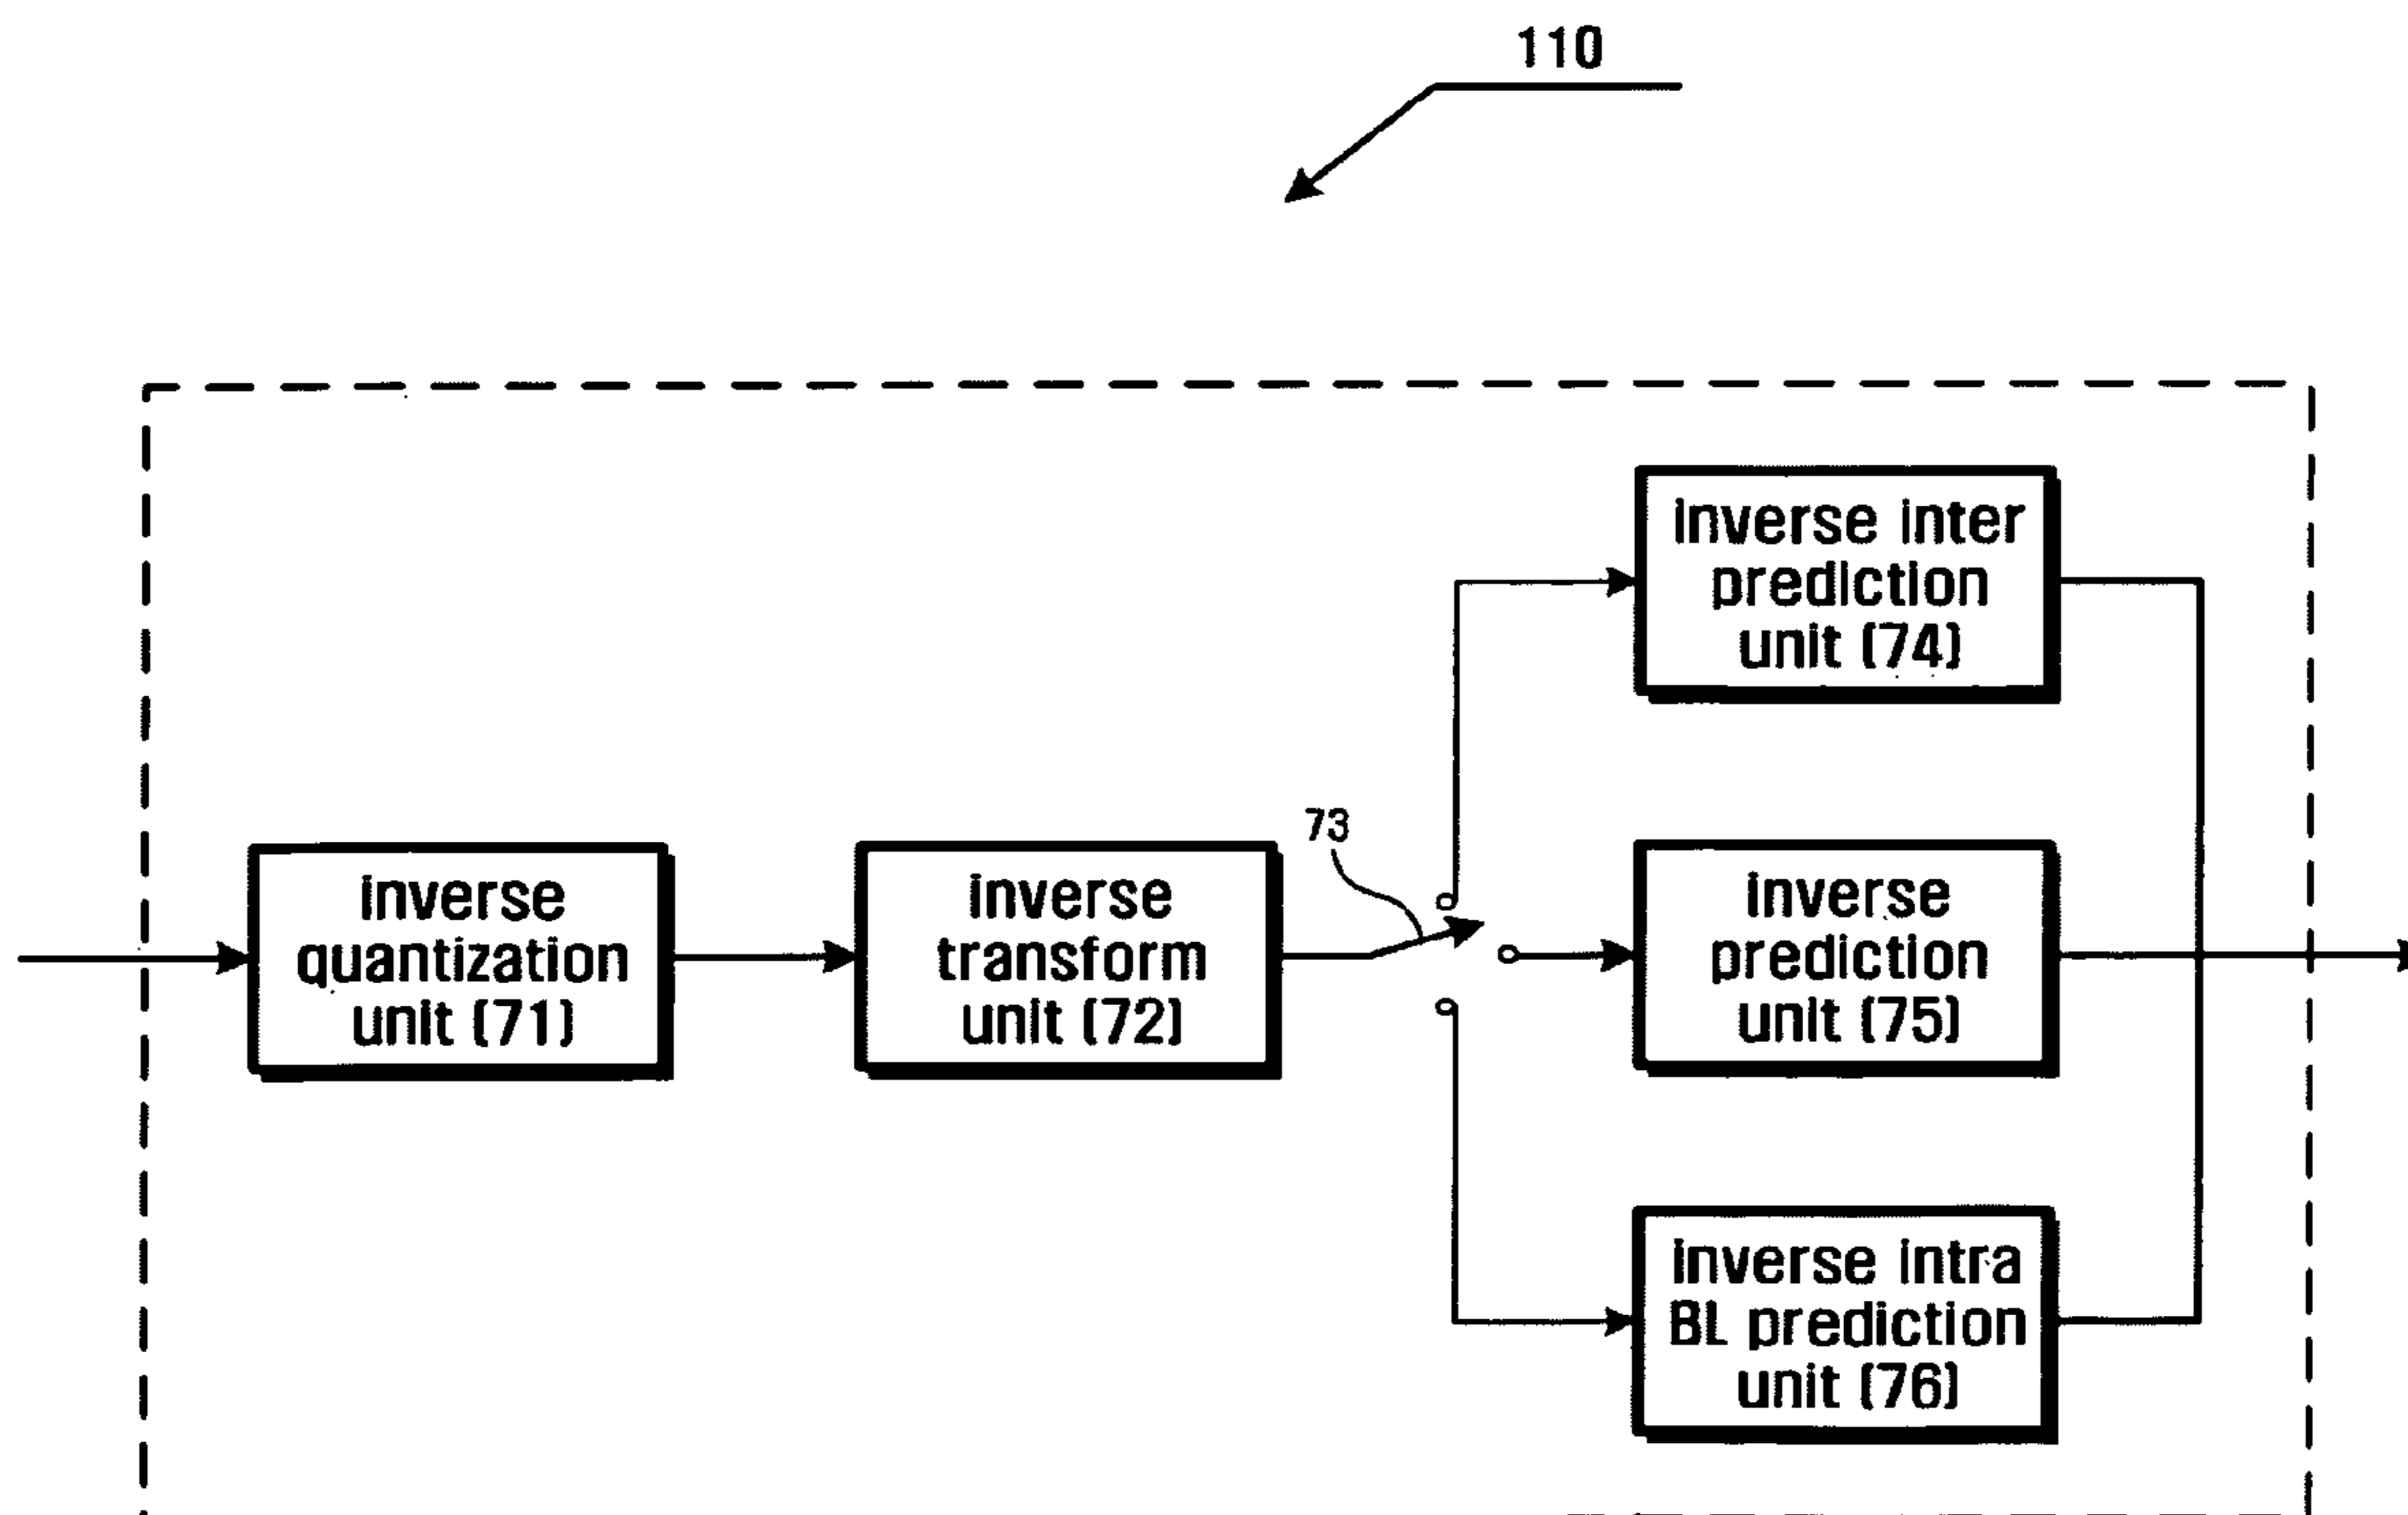 110
inverse inter
prediction
unit (74)
73
inverse
quantization
unit (71)
inverse
transform
unit (72)
inverse
prediction
unit (75)
inverse intra
BL prediction
unit (76)